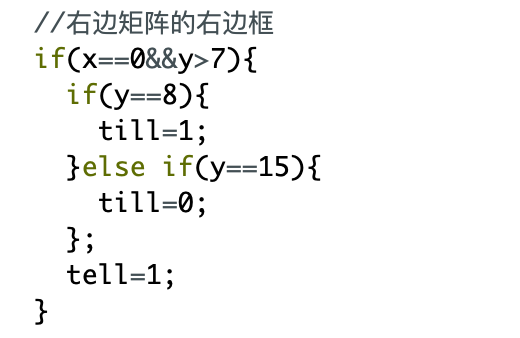 //右边矩阵的右边框
if(x==0&&y>7){
  if(y==8){
    till=1;
  }else if(y==15){
    till=0;
  };
  tell=1;
}